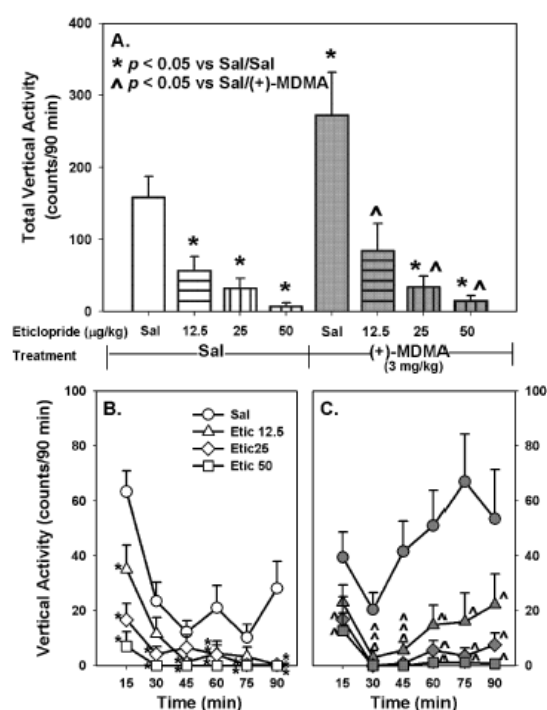 A.
* p < 0.05 vs Sal/Sal
^ p < 0.05 vs Sal/(+)-MDMA
Total Vertical Activity
(counts/90 min)
400
300
200
100
0
* * * * ^ * ^ * ^
Eticlopride (μg/kg) Sal 12.5 25 50 Sal 12.5 25 50
Treatment Sal (+)-MDMA
(3 mg/kg)
B.
Sal
Etic 12.5
Etic25
Etic 50
Vertical Activity (counts/90 min)
100
80
60
40
20
0
15 30 45 60 75 90
Time (min)
C.
100
80
60
40
20
0
15 30 45 60 75 90
Time (min)